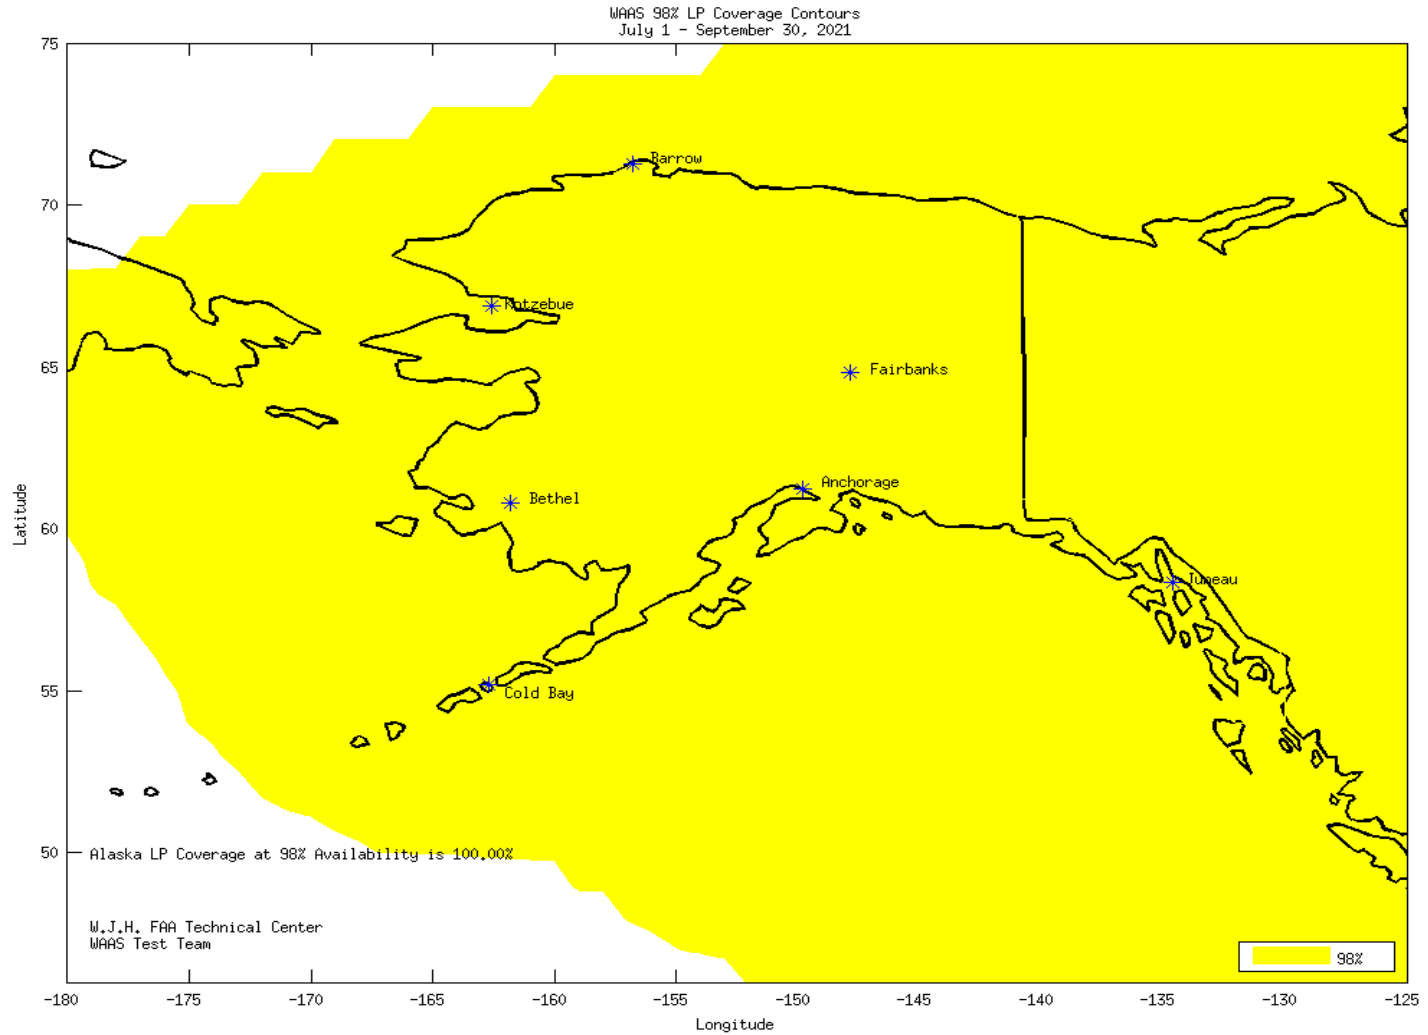 WAAS 98% LP Coverage Contours
July 1 - September 30, 2021
75
70
65
60
55
50
Latitude
Barrow
Kotzebue
Fairbanks
Anchorage
Bethel
Juneau
Cold Bay
Alaska LP Coverage at 98% Availability is 100.00%
W.J.H. FAA Technical Center
WAAS Test Team
98%
-180 -175 -170 -165 -160 -155 -150 -145 -140 -135 -130 -125
Longitude